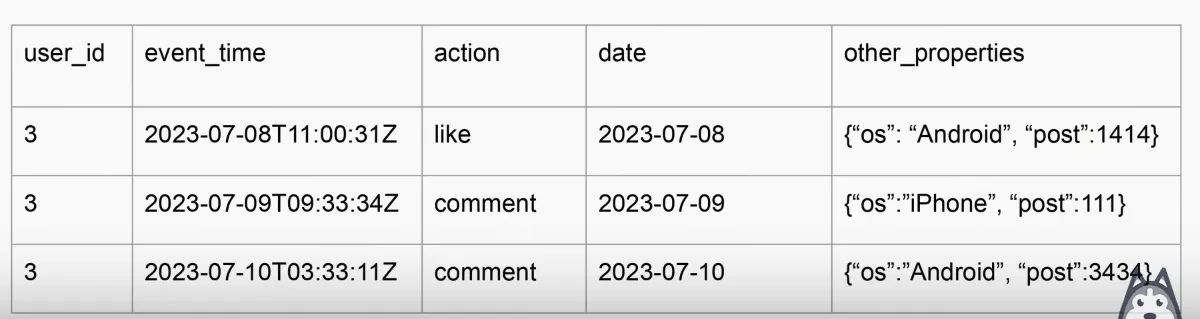 user_id event_time action date other_properties
3 2023-07-08T11:00:31Z like 2023-07-08 {“os”: “Android”, “post”:1414}
3 2023-07-09T09:33:34Z comment 2023-07-09 {“os”:”iPhone”, “post”:111}
3 2023-07-10T03:33:11Z comment 2023-07-10 {“os”:”Android”, “post”:3434}